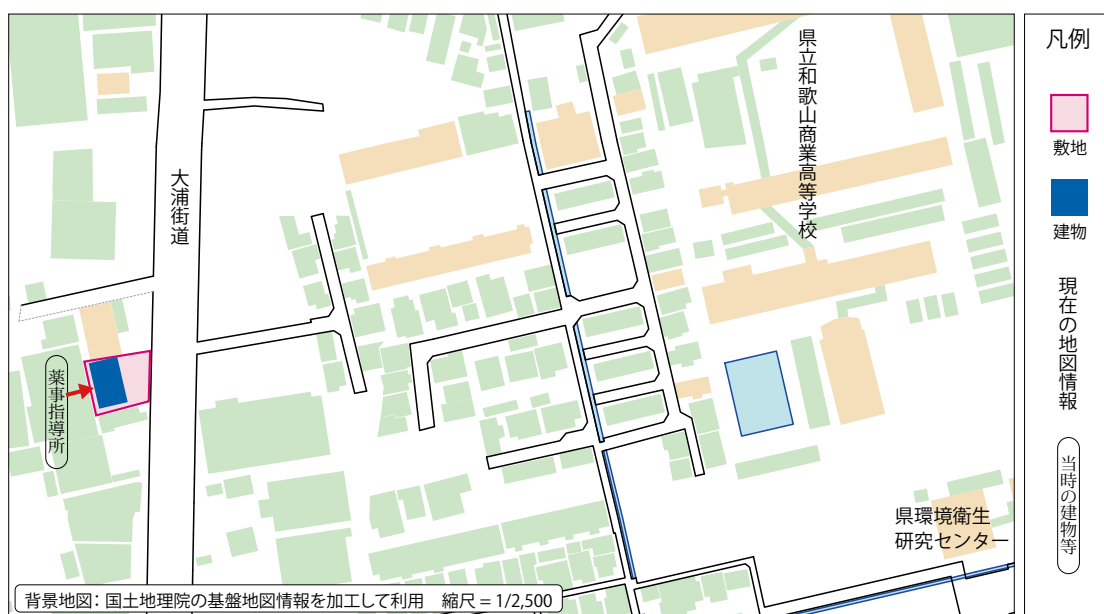 県立和歌山商業高等学校
大浦街道
薬事指導所
県環境衛生
研究センター
背景地図：国土地理院の基盤地図情報を加工して利用　縮尺＝1/2,500
凡例
敷地
建物
現在の地図情報
当時の建物等